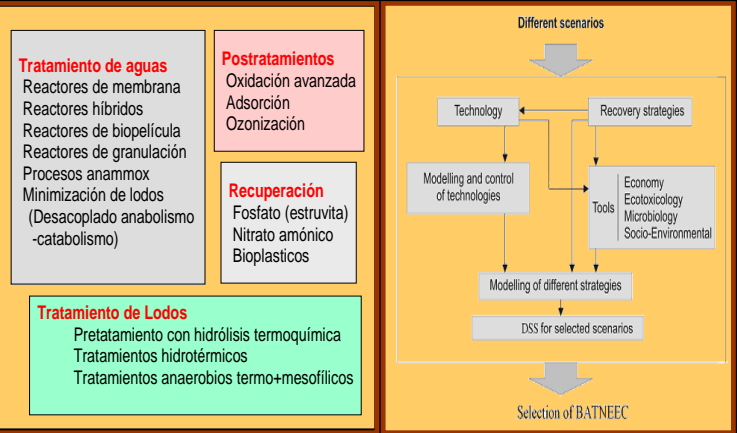 Tratamiento de aguas
Reactores de membrana
Reactores híbridos
Reactores de biopelícula
Reactores de granulación
Procesos anammox
Minimización de lodos
(Desacoplado anabolismo
-catabolismo)
Postratamientos
Oxidación avanzada
Adsorción
Ozonización
Recuperación
Fosfato (estruvita)
Nitrato amónico
Bioplasticos
Tratamiento de Lodos
Pretatamiento con hidrólisis termoquímica
Tratamientos hidrotérmicos
Tratamientos anaerobios termo+mesofílicos
Different scenarios
Technology
Recovery strategies
Modelling and control
of technologies
Tools
Economy
Ecotoxicology
Microbiology
Socio-Environmental
Modelling of different strategies
DSS for selected scenarios
Selection of BATNEEC